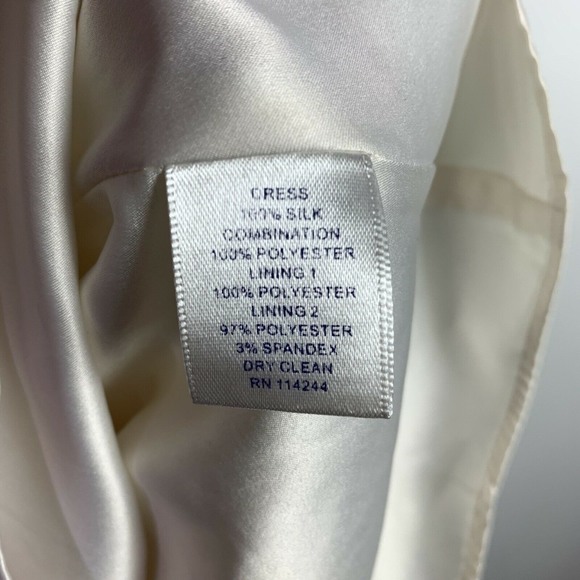 DRESS
100% SILK
COMBINATION
100% POLYESTER
LINING 1
100% POLYESTER
LINING 2
97% POLYESTER
3% SPANDEX
DRY CLEAN
RN 114244